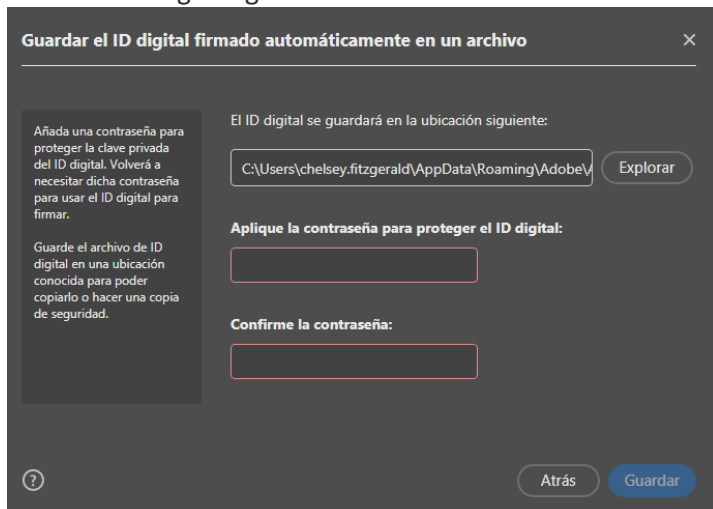 Guardar el ID digital firmado automáticamente en un archivo
Añada una contraseña para
proteger la clave privada
del ID digital. Volverá a
necesitar dicha contraseña
para usar el ID digital para
firmar.
Guarde el archivo de ID
digital en una ubicación
conocida para poder
copiarlo o hacer una copia
de seguridad.
El ID digital se guardará en la ubicación siguiente:
C:\Users\chelsey.fitzgerald\AppData\Roaming\Adobe\A
Explorar
Aplique la contraseña para proteger el ID digital:
Confirme la contraseña:
Atrás
Guardar